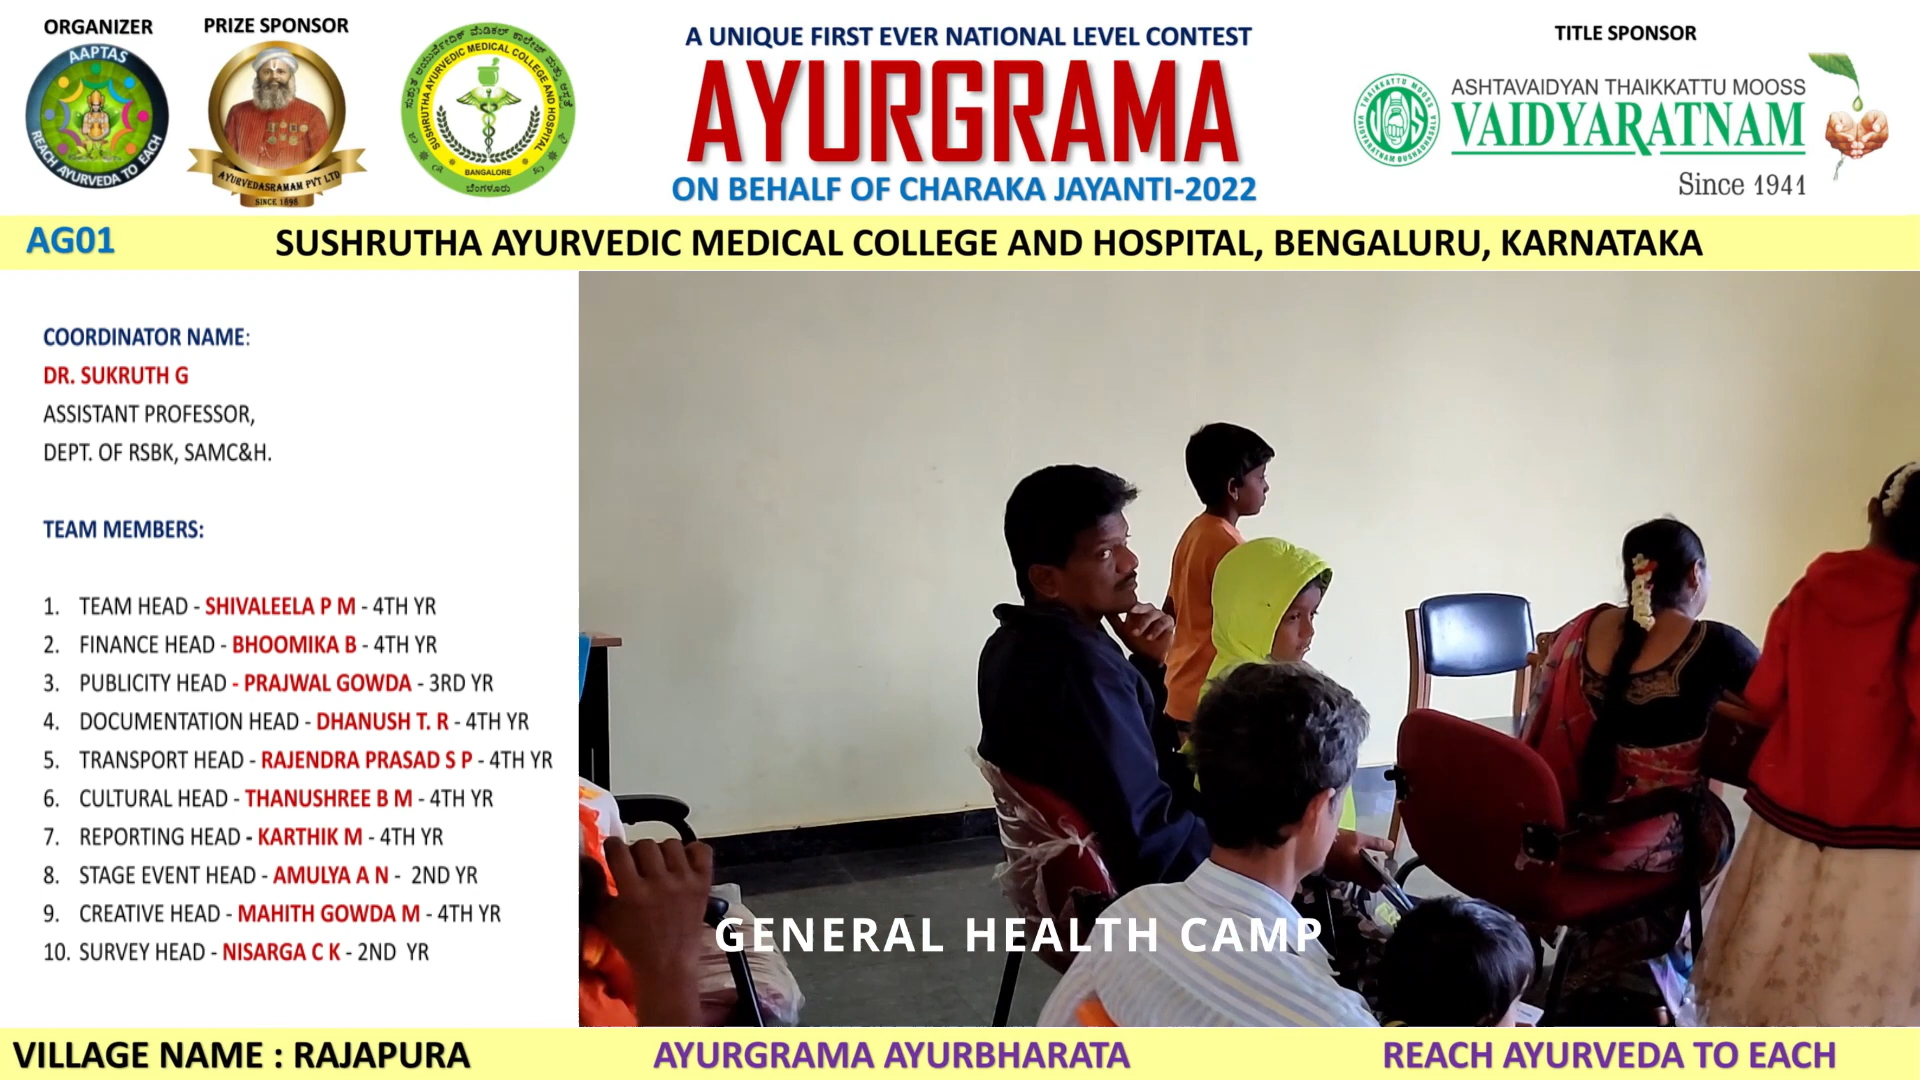 ORGANIZER
AAPTAS
REACH AYURVEDA TO EACH
PRIZE SPONSOR
AYURVEDASRAMAM PVT LTD
SINCE 1898
SUSHRUTHA AYURVEDIC MEDICAL COLLEGE AND HOSPITAL
BANGALORE
ಬೆಂಗಳೂರು
A UNIQUE FIRST EVER NATIONAL LEVEL CONTEST
AYURGRAMA
ON BEHALF OF CHARAKA JAYANTI-2022
TITLE SPONSOR
ASHTAVAIDYAN THAIKKATTU MOOSS
VAIDYARATNAM
Since 1941
AG01
SUSHRUTHA AYURVEDIC MEDICAL COLLEGE AND HOSPITAL, BENGALURU, KARNATAKA
COORDINATOR NAME:
DR. SUKRUTH G
ASSISTANT PROFESSOR,
DEPT. OF RSBK, SAMC&H.
TEAM MEMBERS:
1. TEAM HEAD - SHIVALEELA P M - 4TH YR
2. FINANCE HEAD - BHOOMIKA B - 4TH YR
3. PUBLICITY HEAD - PRAJWAL GOWDA - 3RD YR
4. DOCUMENTATION HEAD - DHANUSH T. R - 4TH YR
5. TRANSPORT HEAD - RAJENDRA PRASAD S P - 4TH YR
6. CULTURAL HEAD - THANUSHREE B M - 4TH YR
7. REPORTING HEAD - KARTHIK M - 4TH YR
8. STAGE EVENT HEAD - AMULYA A N - 2ND YR
9. CREATIVE HEAD - MAHITH GOWDA M - 4TH YR
10. SURVEY HEAD - NISARGA C K - 2ND YR
GENERAL HEALTH CAMP
VILLAGE NAME : RAJAPURA
AYURGRAMA AYURBHARATA
REACH AYURVEDA TO EACH